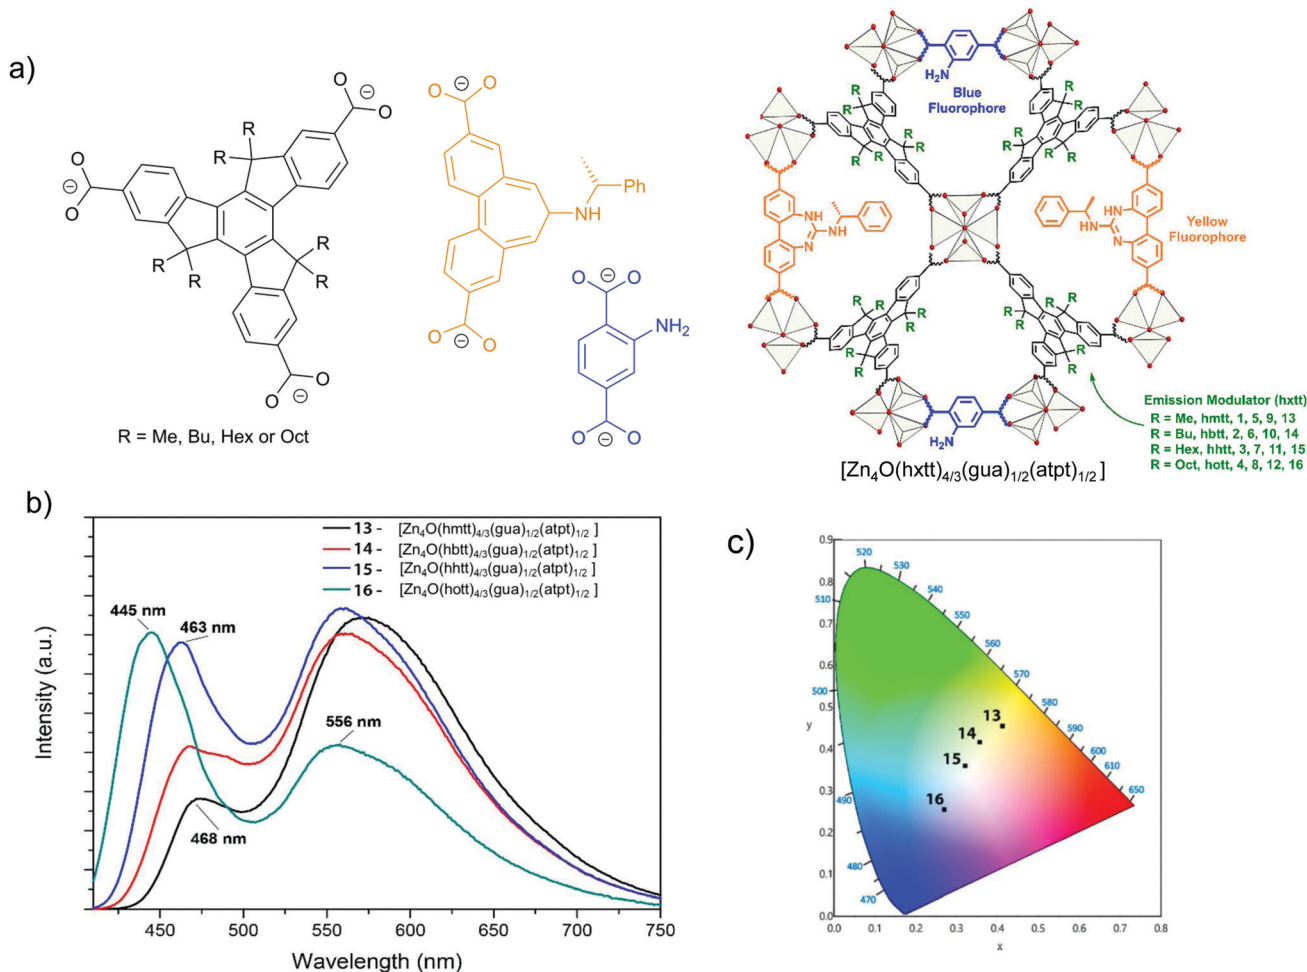 a)
O
⊖
O
R
R
O
⊖
O
R
R
R
R
O
⊖
O
R = Me, Bu, Hex or Oct
⊖
O
O
NH
Ph
O
⊖
O
⊖
O
O
NH2
O
⊖
O
H2N
Blue
Fluorophore
R
R
R
R
R
R
R
R
R
R
R
R
NH
N
NH
HN
HN
N
Yellow
Fluorophore
R
R
R
R
R
R
R
R
R
R
R
R
H2N
[Zn4O(hxtt)4/3(gua)1/2(atpt)1/2 ]
Emission Modulator (hxtt)
R = Me, hmtt, 1, 5, 9, 13
R = Bu, hbtt, 2, 6, 10, 14
R = Hex, hhtt, 3, 7, 11, 15
R = Oct, hott, 4, 8, 12, 16
b)
13 - [Zn4O(hmtt)4/3(gua)1/2(atpt)1/2 ]
14 - [Zn4O(hbtt)4/3(gua)1/2(atpt)1/2 ]
15 - [Zn4O(hhtt)4/3(gua)1/2(atpt)1/2 ]
16 - [Zn4O(hott)4/3(gua)1/2(atpt)1/2 ]
445 nm
463 nm
556 nm
468 nm
Intensity (a.u.)
450 500 550 600 650 700 750
Wavelength (nm)
c)
0.9
0.8
0.7
0.6
0.5
y
0.4
0.3
0.2
0.1
0.0
0.0 0.1 0.2 0.3 0.4 0.5 0.6 0.7 0.8
x
520
530
540
550
560
570
580
590
600
610
650
510
500
490
480
470
13
14
15
16